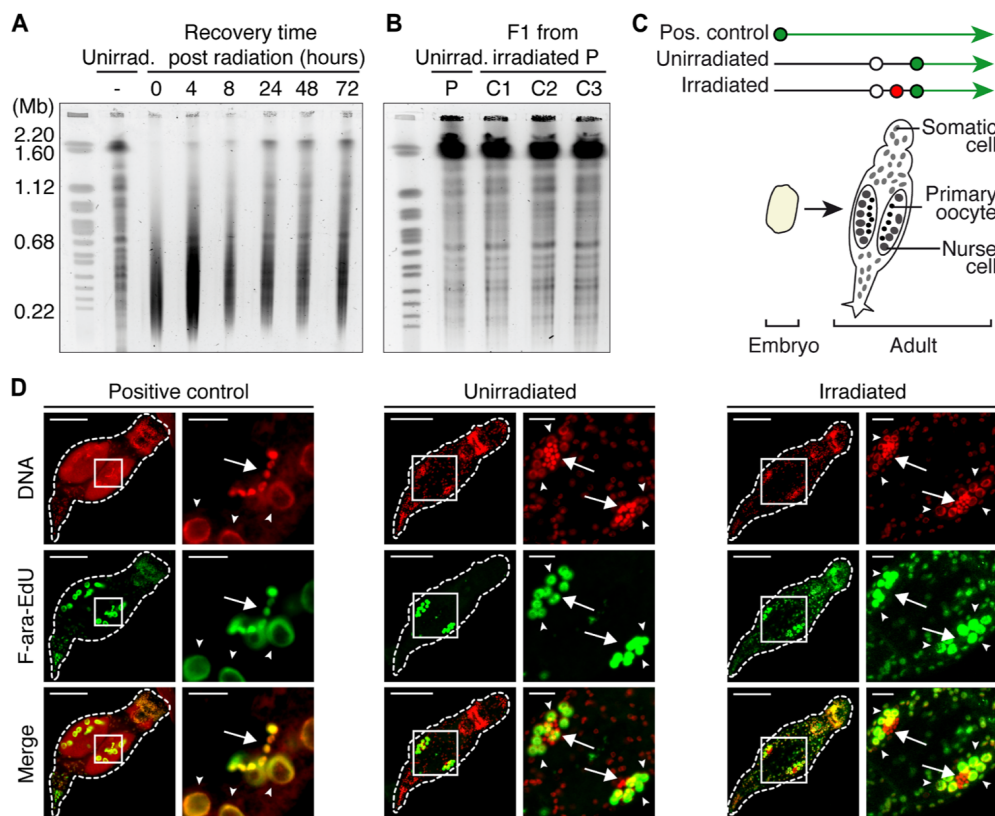 A
Recovery time
Unirrad. post radiation (hours)
- 0 4 8 24 48 72
(Mb)
2.20
1.60
1.12
0.68
0.22
B
F1 from
Unirrad. irradiated P
P C1 C2 C3
C
Pos. control
Unirradiated
Irradiated
Somatic
cell
Primary
oocyte
Nurse
cell
Embryo
Adult
D
Positive control
Unirradiated
Irradiated
DNA
F-ara-EdU
Merge